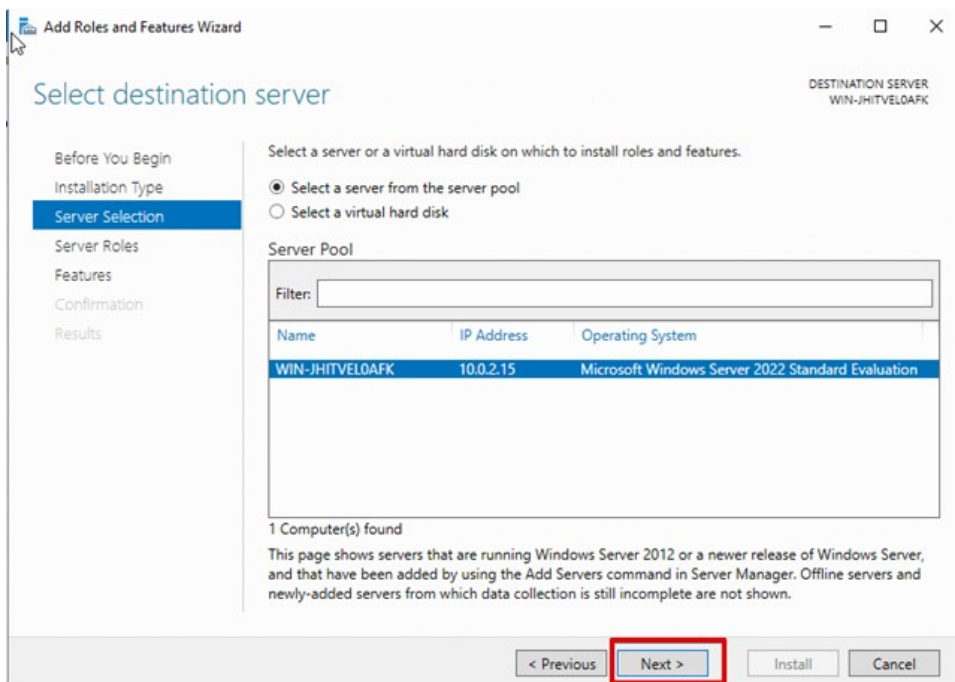 Add Roles and Features Wizard
Select destination server
DESTINATION SERVER
WIN-JHITVEL0AFK
Before You Begin
Installation Type
Server Selection
Server Roles
Features
Confirmation
Results
Select a server or a virtual hard disk on which to install roles and features.
Select a server from the server pool
Select a virtual hard disk
Server Pool
Filter:
Name IP Address Operating System
WIN-JHITVEL0AFK 10.0.2.15 Microsoft Windows Server 2022 Standard Evaluation
1 Computer(s) found
This page shows servers that are running Windows Server 2012 or a newer release of Windows Server,
and that have been added by using the Add Servers command in Server Manager. Offline servers and
newly-added servers from which data collection is still incomplete are not shown.
< Previous Next > Install Cancel